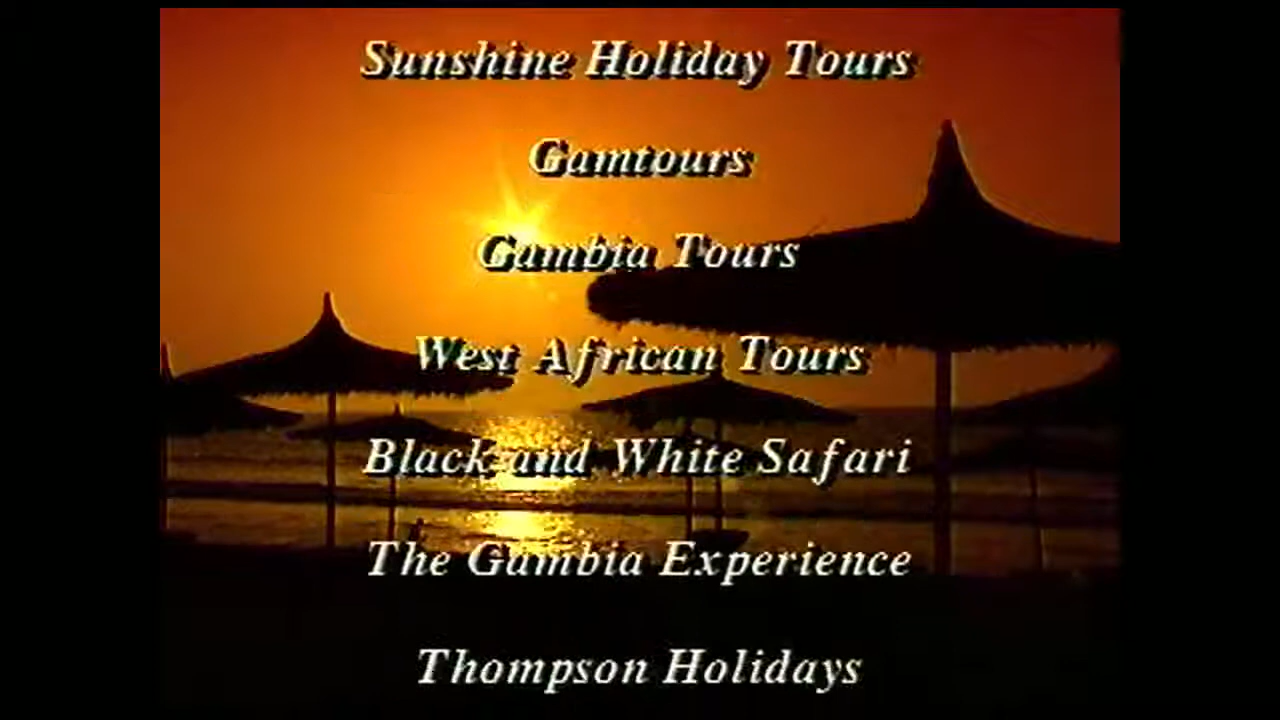 Sunshine Holiday Tours
Gamtours
Gambia Tours
West African Tours
Black and White Safari
The Gambia Experience
Thompson Holidays